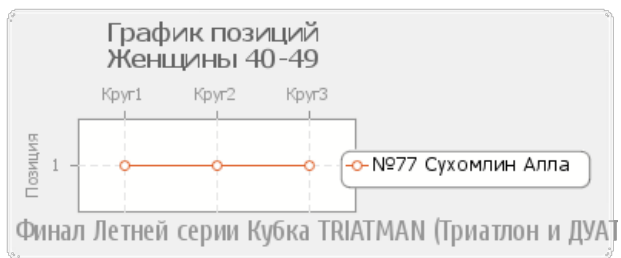 График позиций
Женщины 40-49
Круг1 Круг2 Круг3
Позиция
1
№77 Сухомлин Алла
Финал Летней серии Кубка TRIATMAN (Триатлон и ДУАТ